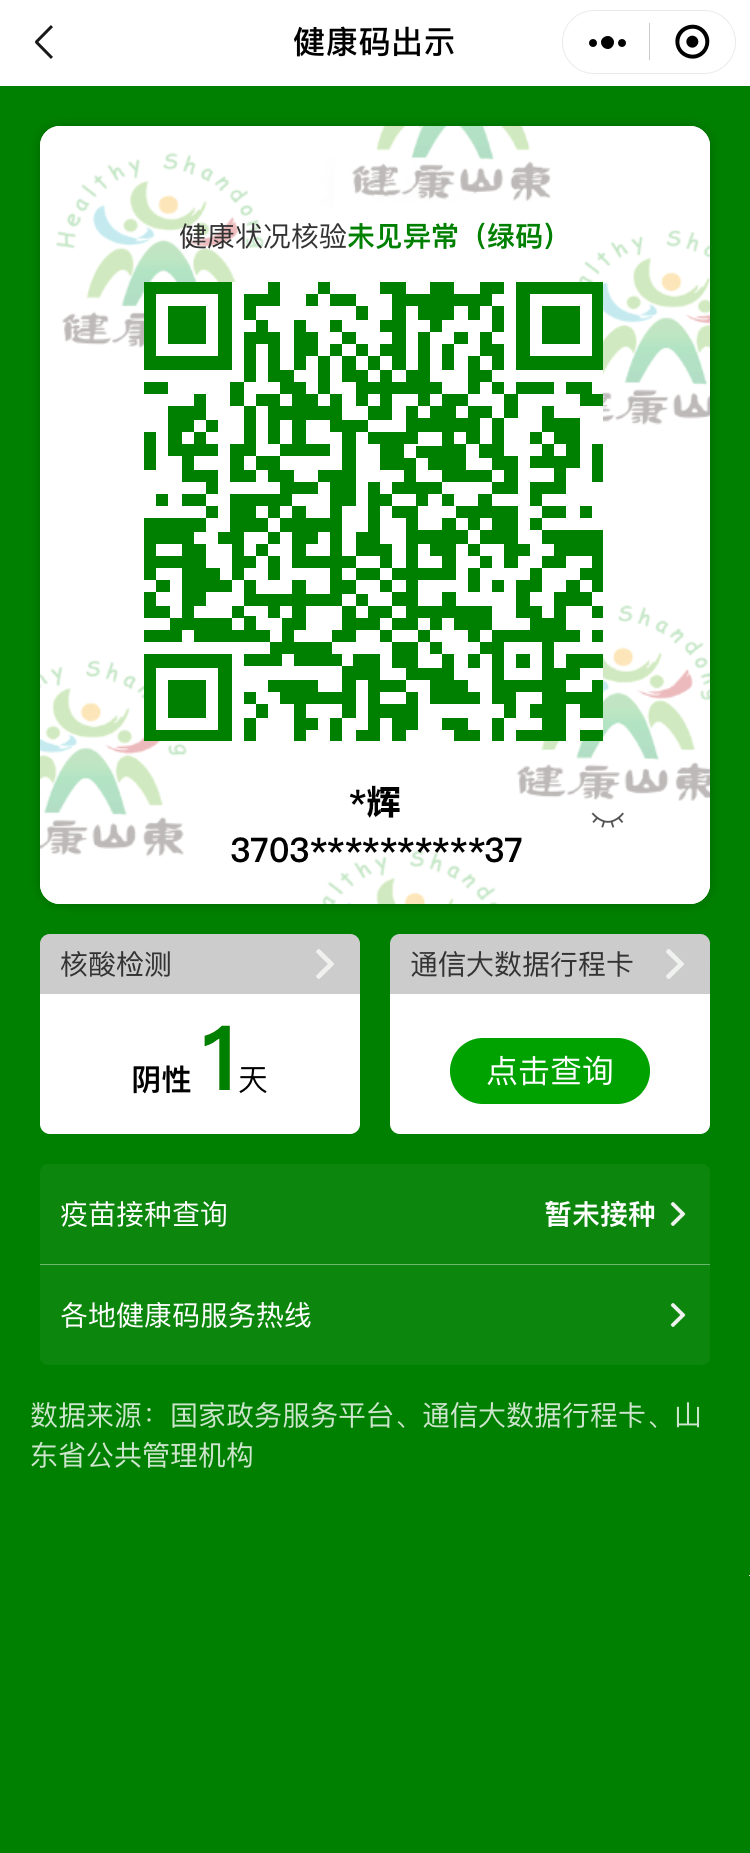 健康码出示
Healthy Shandong
健康山東
健康状况核验未见异常（绿码）
*辉
3703**********37
核酸检测
通信大数据行程卡
阴性 1天
点击查询
疫苗接种查询 暂未接种
各地健康码服务热线
数据来源：国家政务服务平台、通信大数据行程卡、山
东省公共管理机构